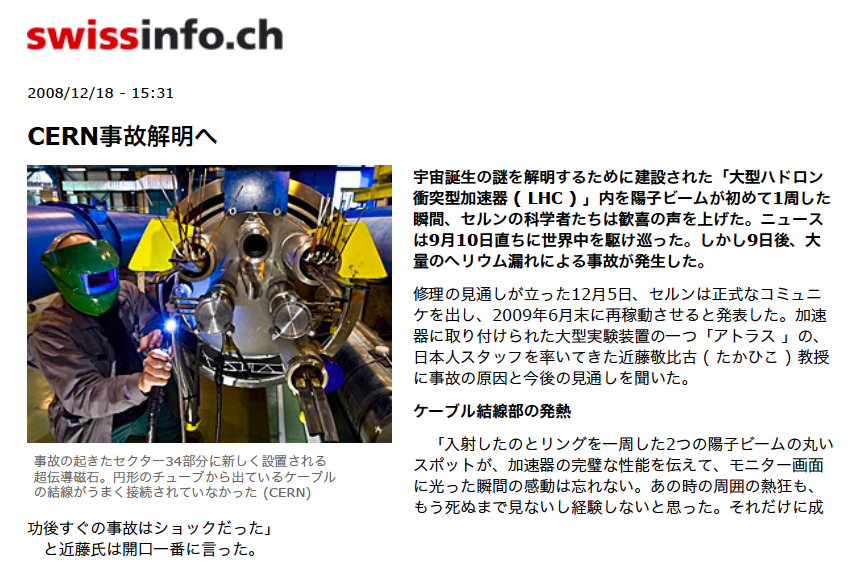 swissinfo.ch
2008/12/18 - 15:31
CERN事故解明へ
宇宙誕生の謎を解明するために建設された「大型ハドロン
衝突型加速器 ( LHC ) 」内を陽子ビームが初めて1周した
瞬間、セルンの科学者たちは歓喜の声を上げた。ニュース
は9月10日直ちに世界中を駆け巡った。しかし9日後、大
量のヘリウム漏れによる事故が発生した。
修理の見通しが立った12月5日、セルンは正式なコミュニ
ケを出し、2009年6月末に再稼動させると発表した。加速
器に取り付けられた大型実験装置の一つ「アトラス 」の、
日本人スタッフを率いてきた近藤敬比古 ( たかひこ ) 教授
に事故の原因と今後の見通しを聞いた。
ケーブル結線部の発熱
「入射したのとリングを一周した2つの陽子ビームの丸い
スポットが、加速器の完璧な性能を伝えて、モニター画面
に光った瞬間の感動は忘れない。あの時の周囲の熱狂も、
もう死ぬまで見ないし経験しないと思った。それだけに成
事故の起きたセクター34部分に新しく設置される
超伝導磁石。円形のチューブから出ているケーブル
の結線がうまく接続されていなかった (CERN)
功後すぐの事故はショックだった」
と近藤氏は開口一番に言った。